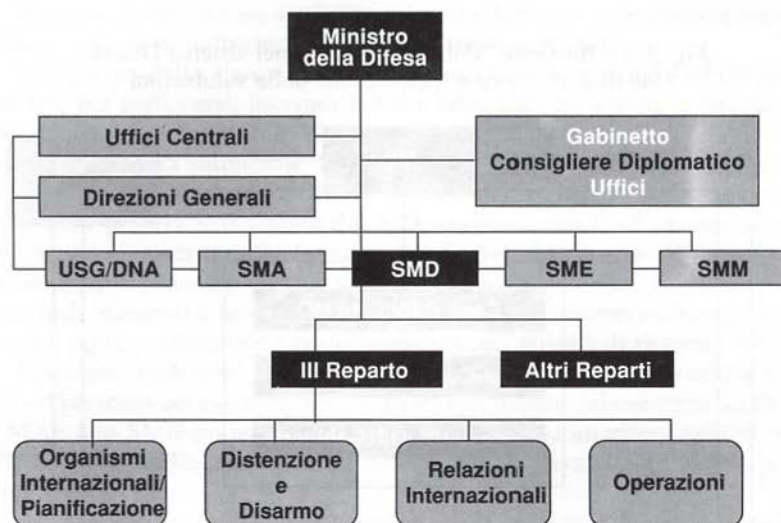 Ministro
della Difesa
Uffici Centrali
Direzioni Generali
Gabinetto
Consigliere Diplomatico
Uffici
USG/DNA
SMA
SMD
SME
SMM
III Reparto
Altri Reparti
Organismi
Internazionali/
Pianificazione
Distenzione
e
Disarmo
Relazioni
Internazionali
Operazioni